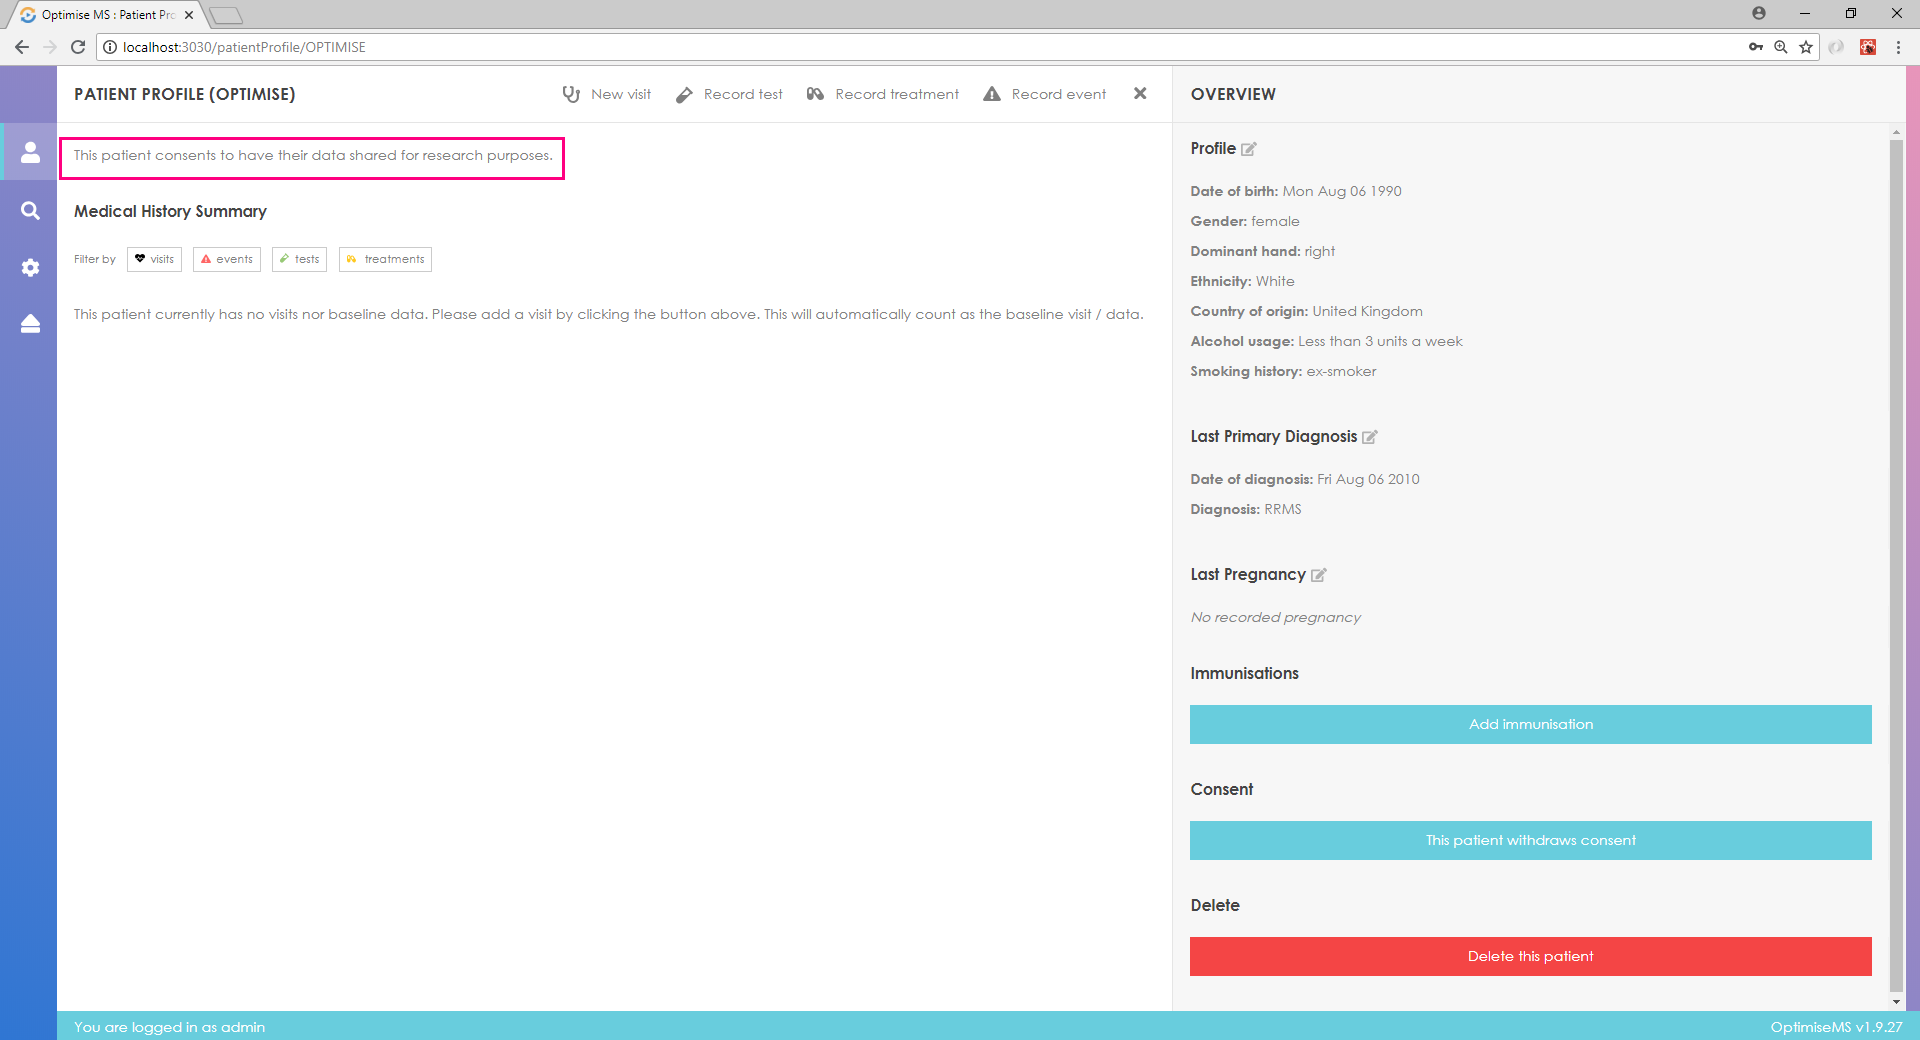 Optimise MS : Patient Pro
localhost:3030/patientProfile/OPTIMISE
PATIENT PROFILE (OPTIMISE)
New visit
Record test
Record treatment
Record event
This patient consents to have their data shared for research purposes.
Medical History Summary
Filter by
visits
events
tests
treatments
This patient currently has no visits nor baseline data. Please add a visit by clicking the button above. This will automatically count as the baseline visit / data.
OVERVIEW
Profile
Date of birth: Mon Aug 06 1990
Gender: female
Dominant hand: right
Ethnicity: White
Country of origin: United Kingdom
Alcohol usage: Less than 3 units a week
Smoking history: ex-smoker
Last Primary Diagnosis
Date of diagnosis: Fri Aug 06 2010
Diagnosis: RRMS
Last Pregnancy
No recorded pregnancy
Immunisations
Add immunisation
Consent
This patient withdraws consent
Delete
Delete this patient
You are logged in as admin
OptimiseMS v1.9.27